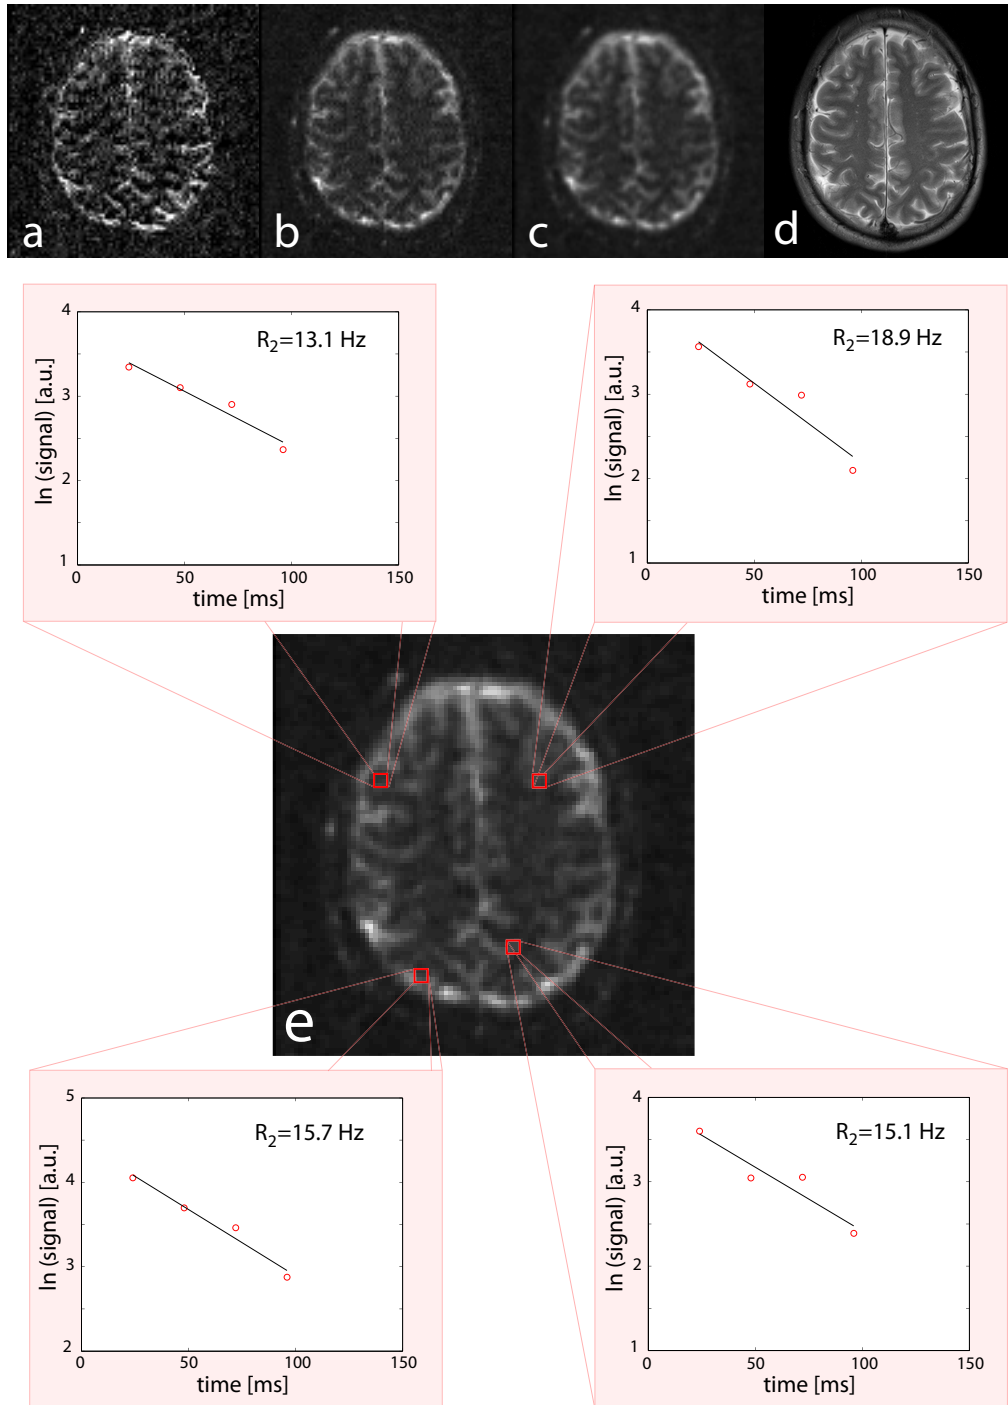 a
b
c
d
R2=13.1 Hz
4
3
2
1
ln (signal) [a.u.]
0
50
100
150
time [ms]
R2=18.9 Hz
4
3
2
1
ln (signal) [a.u.]
0
50
100
150
time [ms]
e
R2=15.7 Hz
5
4
3
2
ln (signal) [a.u.]
0
50
100
150
time [ms]
R2=15.1 Hz
4
3
2
1
ln (signal) [a.u.]
0
50
100
150
time [ms]